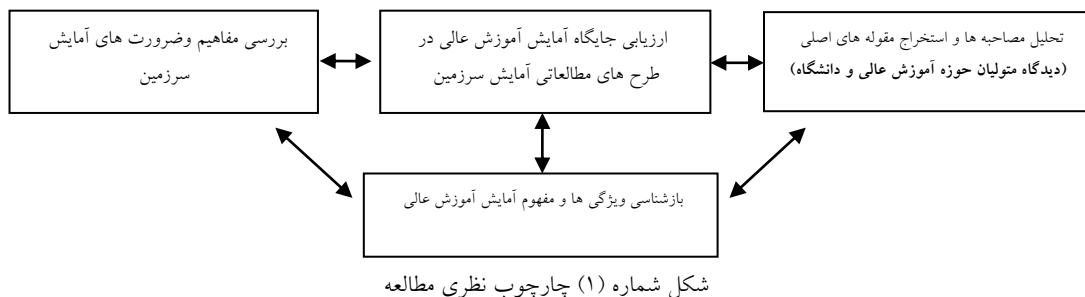 تحلیل مصاحبه ها و استخراج مقوله های اصلی
(دیدگاه متولیان حوزه آموزش عالی و دانشگاه)
ارزیابی جایگاه آمایش آموزش عالی در
طرح های مطالعاتی آمایش سرزمین
بررسی مفاهیم وضرورت های آمایش
سرزمین
بازشناسی ویژگی ها و مفهوم آمایش آموزش عالی
شکل شماره (۱) چارچوب نظری مطالعه